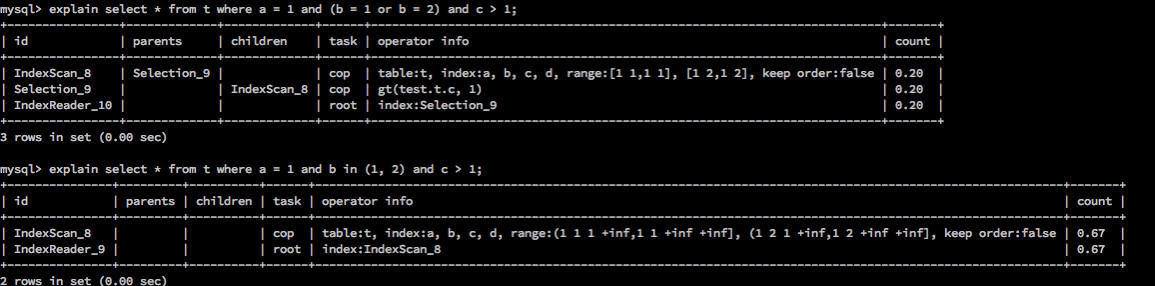 mysql> explain select * from t where a = 1 and (b = 1 or b = 2) and c > 1;
+---------------+--------------+-------------+------+----------------------------------------------------------------------+-------+
| id            | parents      | children    | task | operator info                                                        | count |
+---------------+--------------+-------------+------+----------------------------------------------------------------------+-------+
| IndexScan_8   | Selection_9  |             | cop  | table:t, index:a, b, c, d, range:[1 1,1 1], [1 2,1 2], keep order:false | 0.20  |
| Selection_9   |              | IndexScan_8 | cop  | gt(test.t.c, 1)                                                      | 0.20  |
| IndexReader_10 |              |             | root | index:Selection_9                                                    | 0.20  |
+---------------+--------------+-------------+------+----------------------------------------------------------------------+-------+
3 rows in set (0.00 sec)
mysql> explain select * from t where a = 1 and b in (1, 2) and c > 1;
+---------------+---------+----------+------+--------------------------------------------------------------------------------------------------------+-------+
| id            | parents | children | task | operator info                                                                                          | count |
+---------------+---------+----------+------+--------------------------------------------------------------------------------------------------------+-------+
| IndexScan_8   |         |          | cop  | table:t, index:a, b, c, d, range:(1 1 1 +inf,1 1 +inf +inf], (1 2 1 +inf,1 2 +inf +inf], keep order:false | 0.67  |
| IndexReader_9 |         |          | root | index:IndexScan_8                                                                                      | 0.67  |
+---------------+---------+----------+------+--------------------------------------------------------------------------------------------------------+-------+
2 rows in set (0.00 sec)